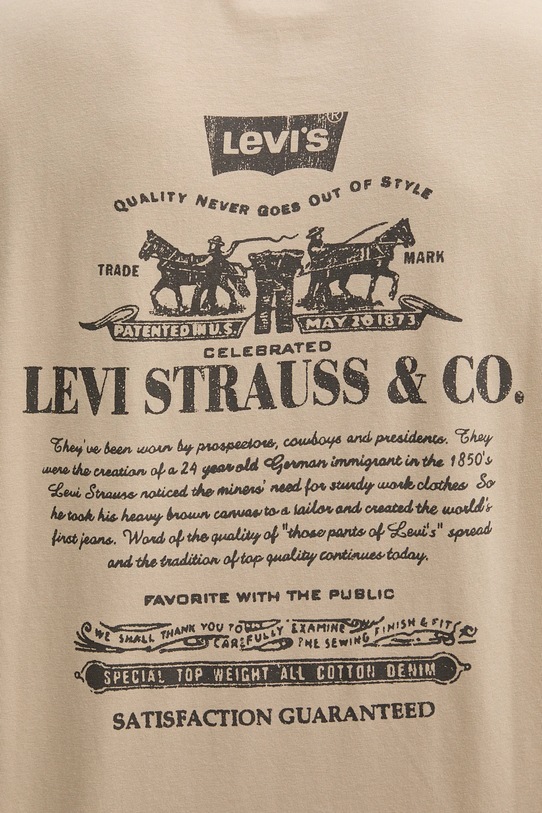 Levi's ®
QUALITY NEVER GOES OUT OF STYLE
TRADE MARK
PATENTED IN U.S. MAY 20 1873
CELEBRATED
LEVI STRAUSS & CO.
They've been worn by prospectors, cowboys and presidents. They
were the creation of a 24 year old German immigrant in the 1850's
Levi Strauss noticed the miners' need for sturdy work clothes. So
he took his heavy brown canvas to a tailor and created the world's
first jeans. Word of the quality of "those pants of Levi's" spread
and the tradition of top quality continues today.
FAVORITE WITH THE PUBLIC
WE SHALL THANK YOU TO CAREFULLY EXAMINE THE SEWING FINISH & FIT
SPECIAL TOP WEIGHT ALL COTTON DENIM
SATISFACTION GUARANTEED